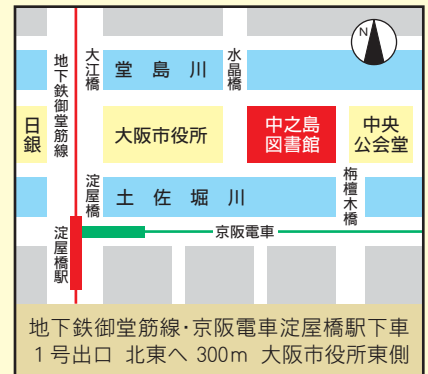 N
地下鉄御堂筋線
大江橋
堂島川
水晶橋
日銀
大阪市役所
中之島
図書館
中央
公会堂
淀屋橋
土佐堀川
栴檀木橋
淀屋橋駅
京阪電車
地下鉄御堂筋線・京阪電車淀屋橋駅下車
1号出口 北東へ 300m 大阪市役所東側